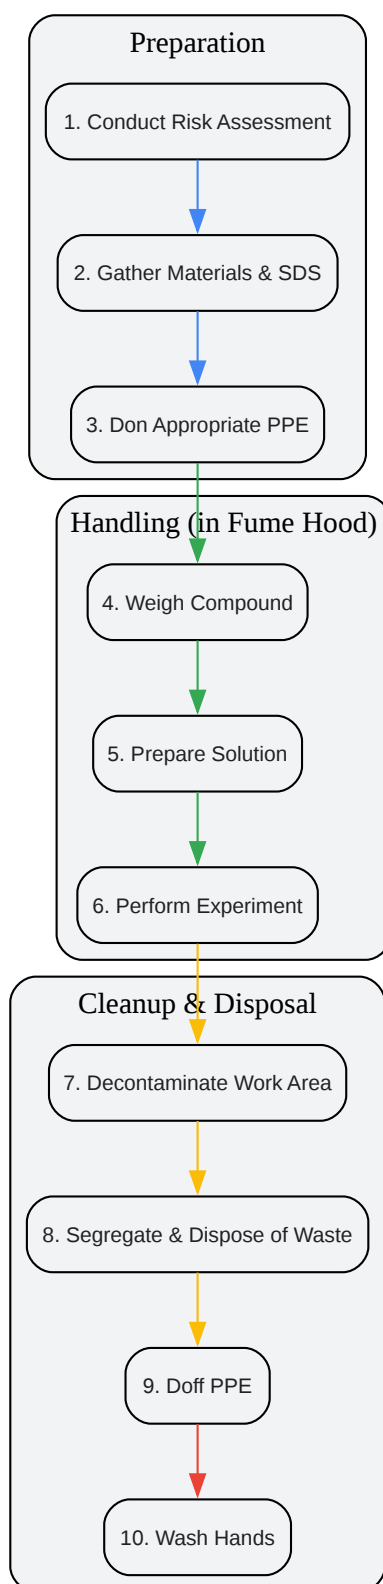 Preparation
1. Conduct Risk Assessment
2. Gather Materials & SDS
3. Don Appropriate PPE
Handling (in Fume Hood)
4. Weigh Compound
5. Prepare Solution
6. Perform Experiment
Cleanup & Disposal
7. Decontaminate Work Area
8. Segregate & Dispose of Waste
9. Doff PPE
10. Wash Hands